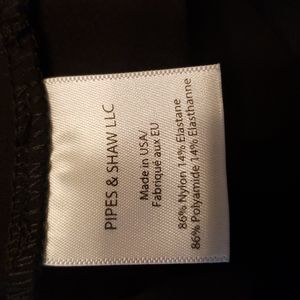 PIPES & SHAW LLC
Made in USA/
Fabriqué aux EU
86% Nylon 14% Elastane
86% Polyamide 14% Elasthanne